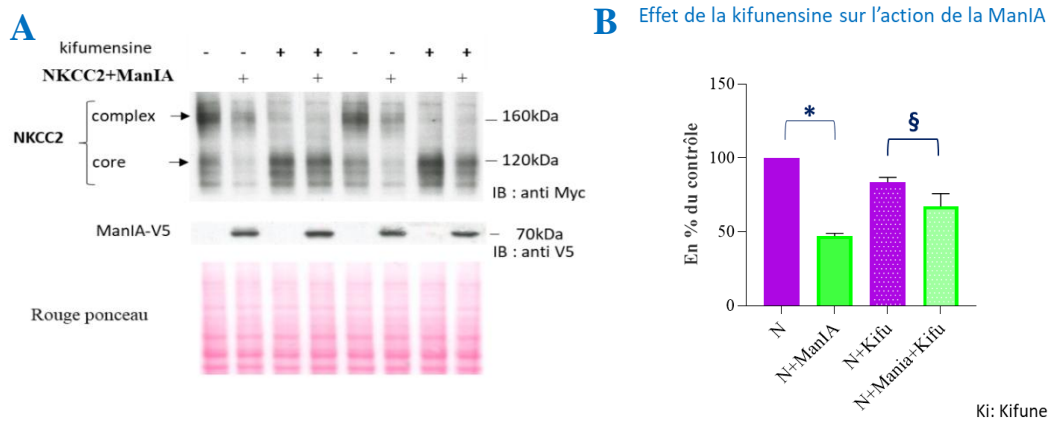 A
kifumensine - - + + - - + +
NKCC2+ManIA + + + +
NKCC2
complex
160kDa
core
120kDa
IB : anti Myc
ManIA-V5
70kDa
IB : anti V5
Rouge ponceau
B
Effet de la kifunensine sur l’action de la ManIA
En % du contrôle
150
100
50
0
*
§
N
N+ManIA
N+Kifu
N+Mania+Kifu
Ki: Kifune